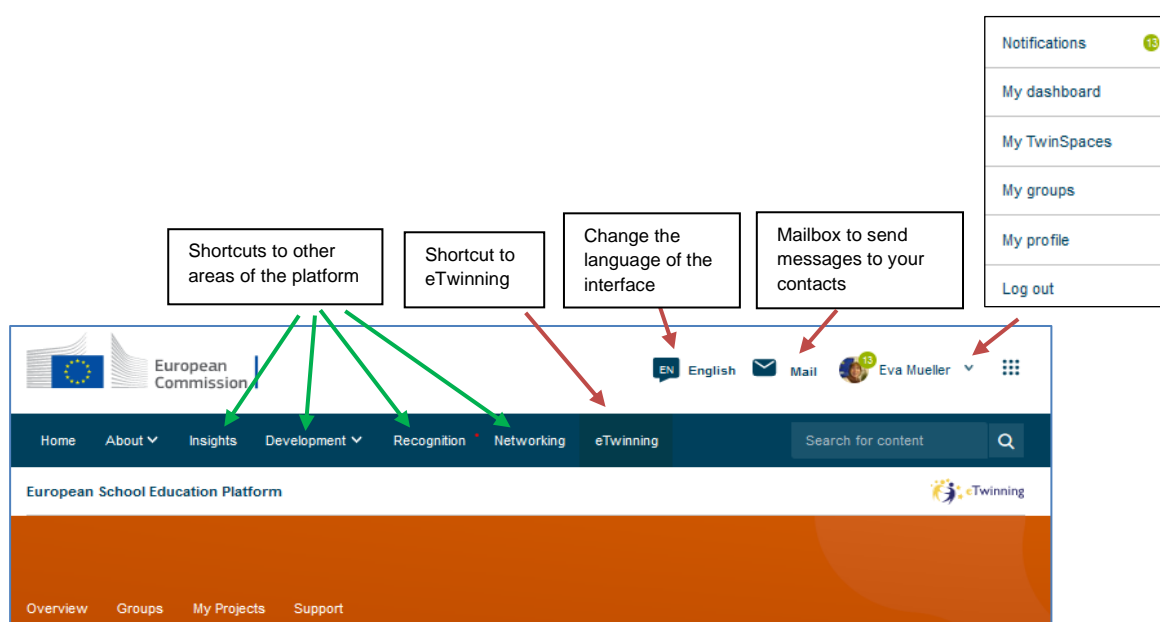 Notifications 13
My dashboard
My TwinSpaces
My groups
My profile
Log out
Shortcuts to other
areas of the platform
Shortcut to
eTwinning
Change the
language of the
interface
Mailbox to send
messages to your
contacts
European
Commission
EN English Mail 13 Eva Mueller
Home About Insights Development Recognition Networking eTwinning Search for content
European School Education Platform
eTwinning
Overview Groups My Projects Support